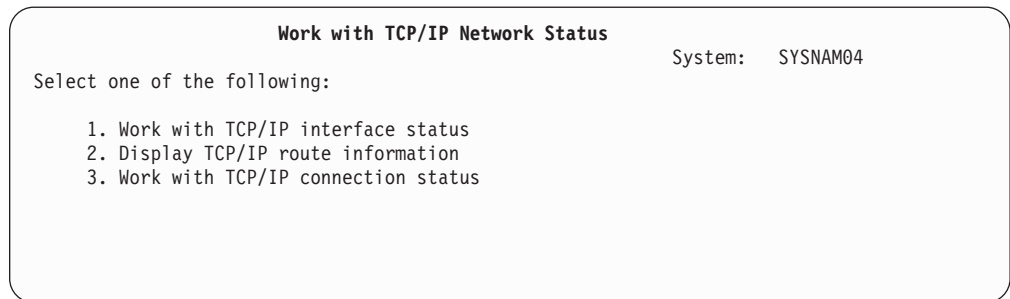 Work with TCP/IP Network Status
System: SYSNAM04
Select one of the following:
1. Work with TCP/IP interface status
2. Display TCP/IP route information
3. Work with TCP/IP connection status